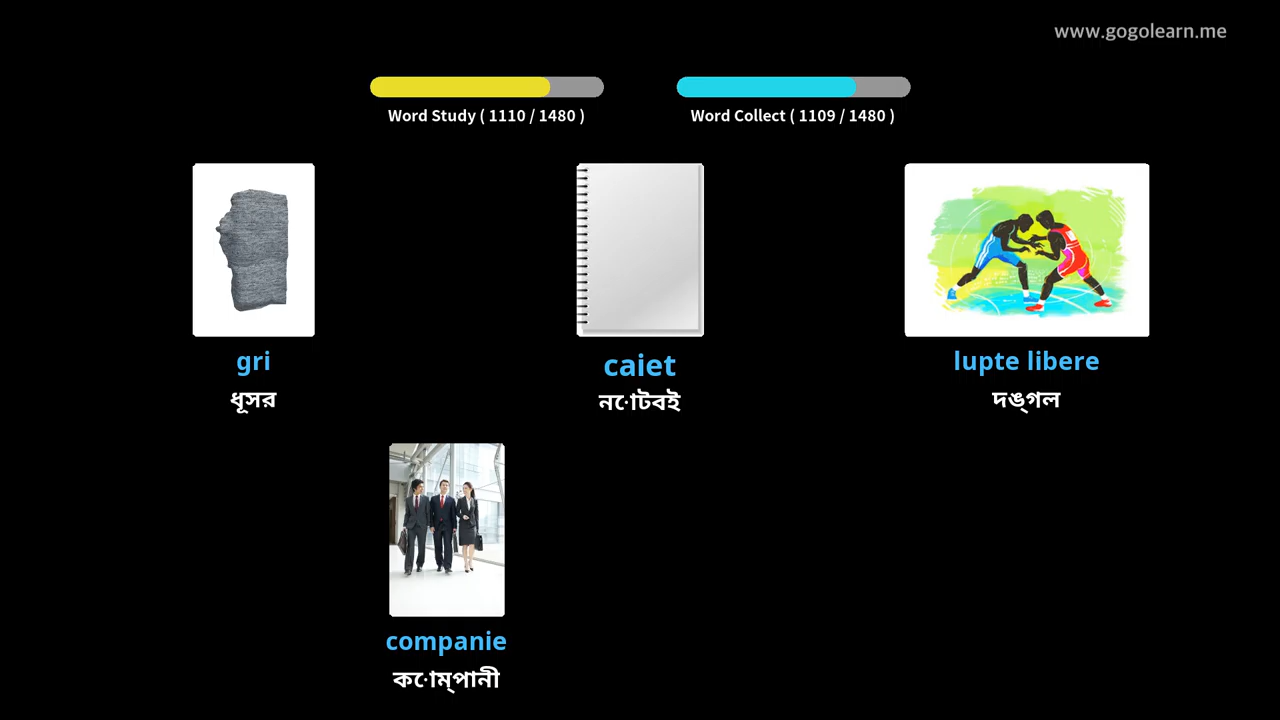 www.gogolearn.me
Word Study ( 1110 / 1480 )
Word Collect ( 1109 / 1480 )
gri
ধূসর
caiet
নোটবই
lupte libere
দঙ্গল
companie
কোম্পানী